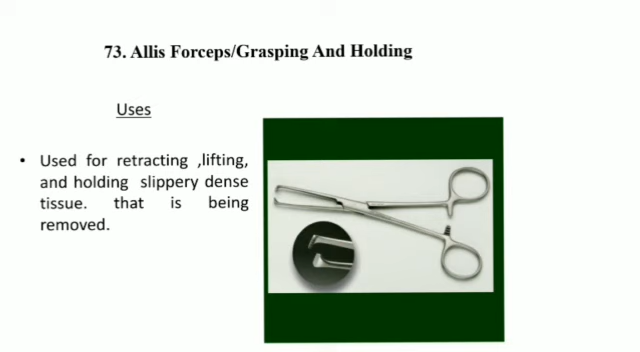 73. Allis Forceps/Grasping And Holding
Uses
• Used for retracting ,lifting,
and holding slippery dense
tissue. that is being
removed.